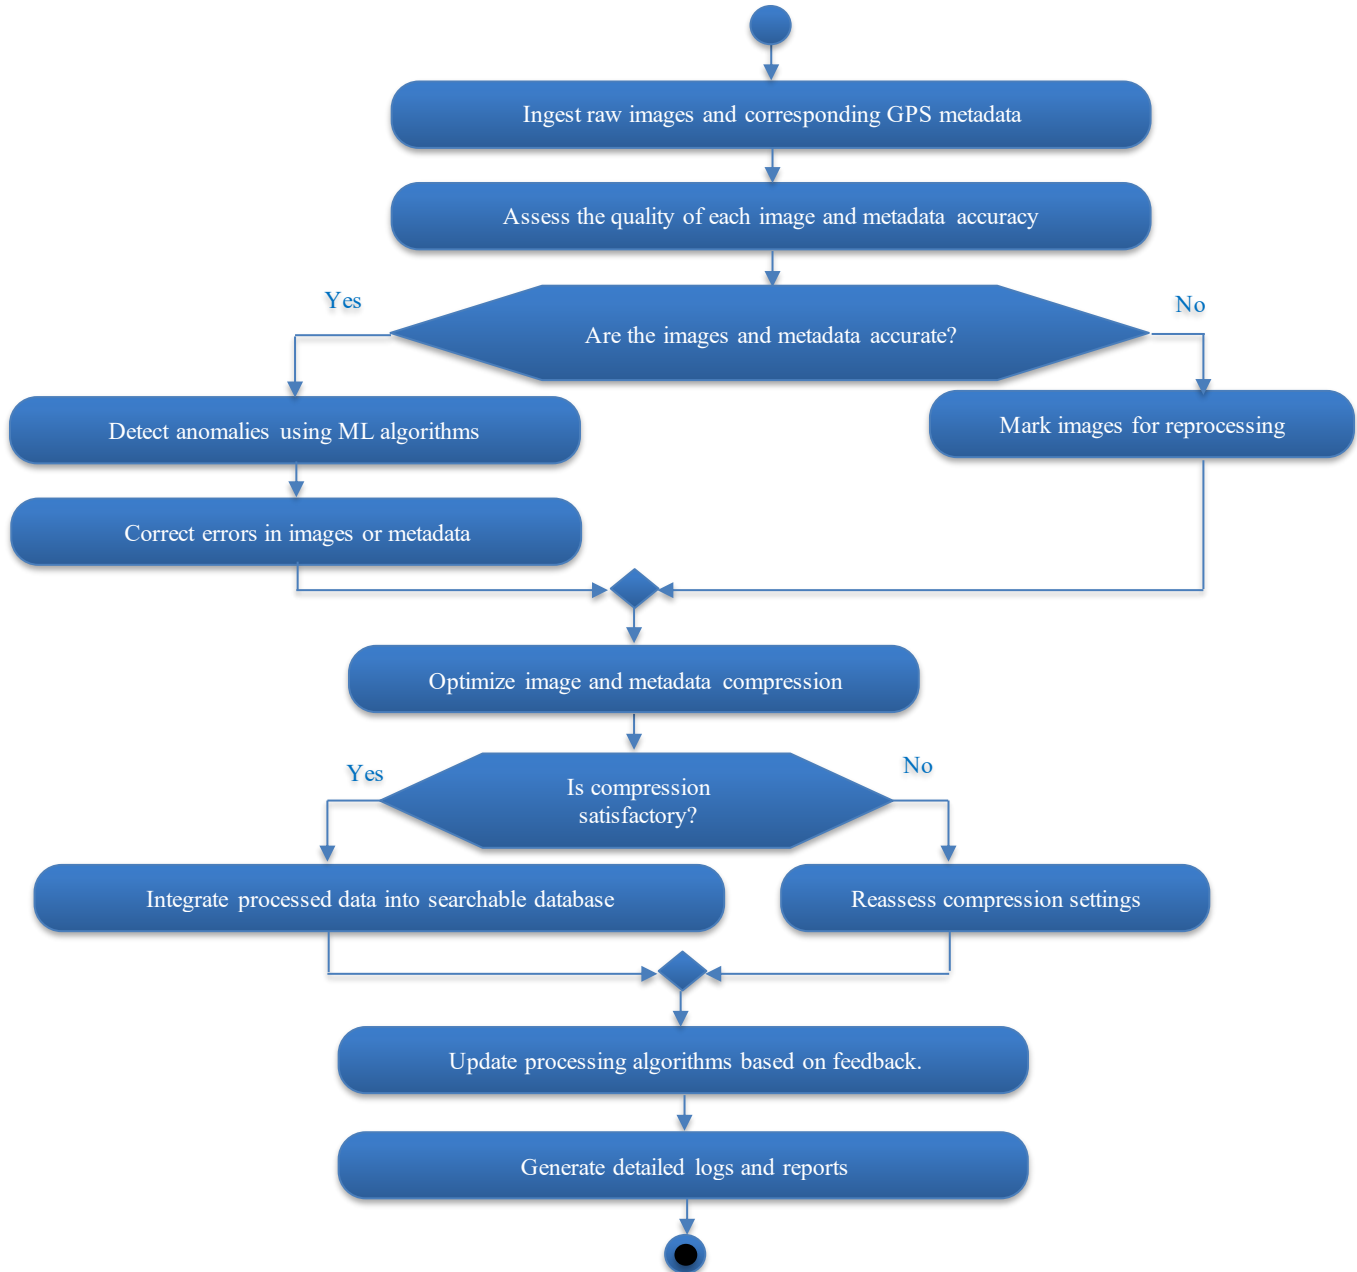 Ingest raw images and corresponding GPS metadata
Assess the quality of each image and metadata accuracy
Yes
No
Are the images and metadata accurate?
Detect anomalies using ML algorithms
Mark images for reprocessing
Correct errors in images or metadata
Optimize image and metadata compression
Yes
No
Is compression
satisfactory?
Integrate processed data into searchable database
Reassess compression settings
Update processing algorithms based on feedback.
Generate detailed logs and reports